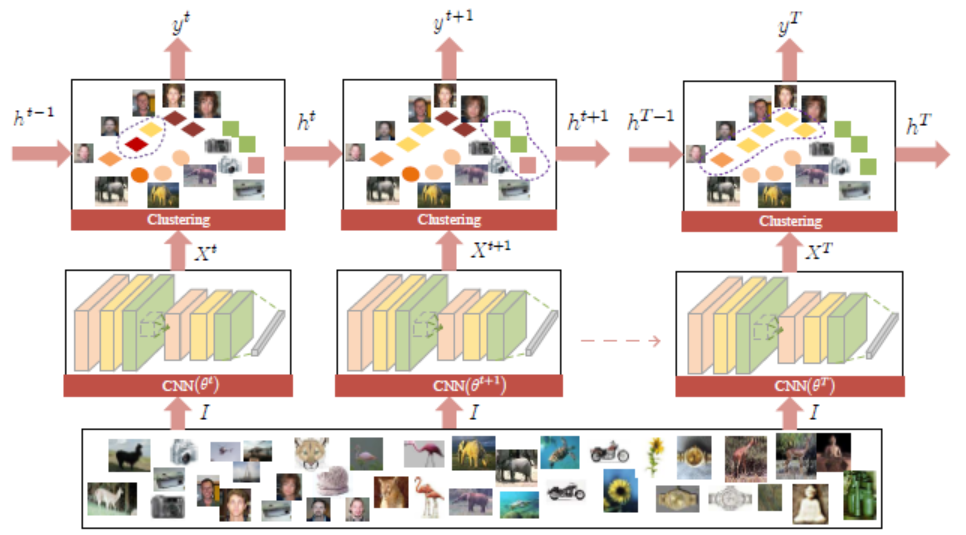 y^t y^{t+1} y^T
h^{t-1} h^t h^{t+1} h^{T-1} h^T
Clustering Clustering Clustering
X^t X^{t+1} X^T
CNN(θ^t) CNN(θ^{t+1}) CNN(θ^T)
I I I